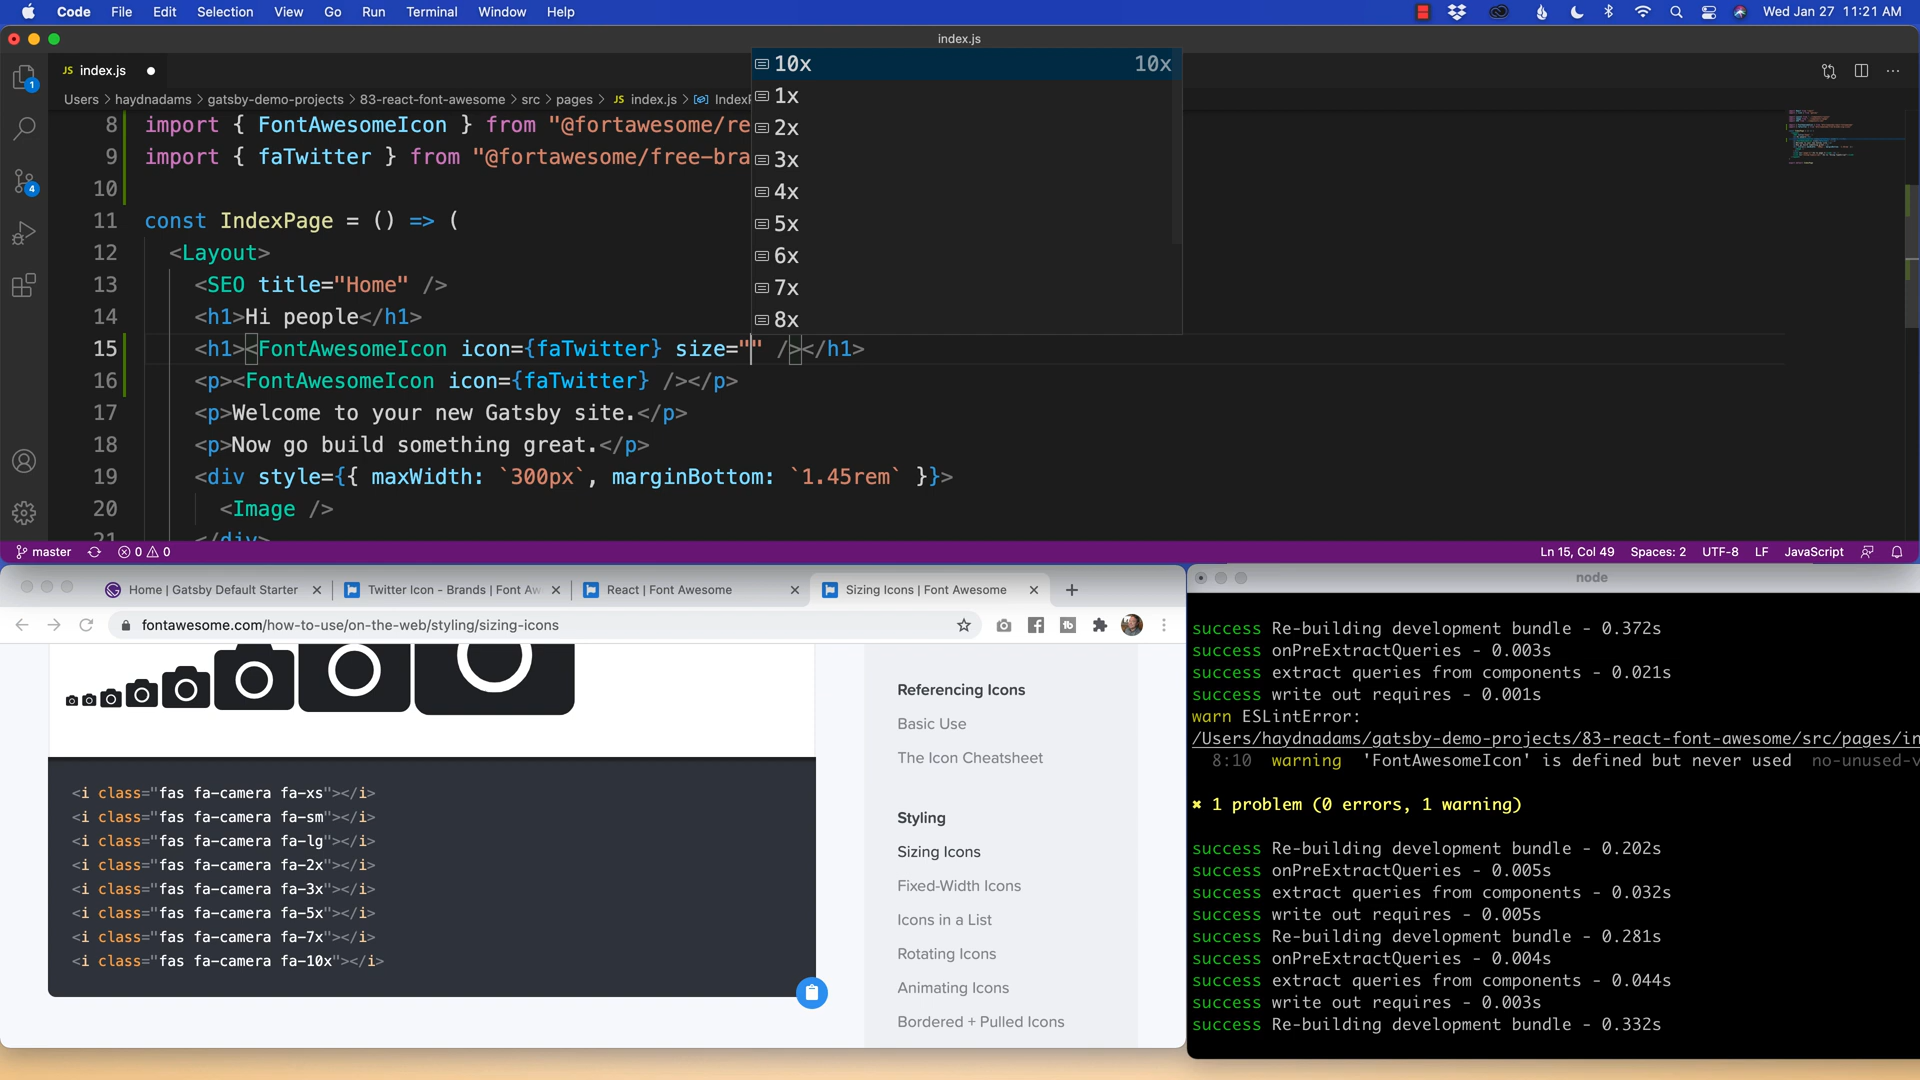 Code File Edit Selection View Go Run Terminal Window Help
Wed Jan 27 11:21 AM
index.js
JS index.js
Users > haydnadams > gatsby-demo-projects > 83-react-font-awesome > src > pages > JS index.js >
8 import { FontAwesomeIcon } from "@fortawesome/re
9 import { faTwitter } from "@fortawesome/free-bra
10
11 const IndexPage = () => (
12 <Layout>
13 <SEO title="Home" />
14 <h1>Hi people</h1>
15 <h1><FontAwesomeIcon icon={faTwitter} size="" /></h1>
16 <p><FontAwesomeIcon icon={faTwitter} /></p>
17 <p>Welcome to your new Gatsby site.</p>
18 <p>Now go build something great.</p>
19 <div style={{ maxWidth: `300px`, marginBottom: `1.45rem` }}>
20 <Image />
21 </div>
10x 10x
1x
2x
3x
4x
5x
6x
7x
8x
1
4
master 0 0
Ln 15, Col 49 Spaces: 2 UTF-8 LF JavaScript
Home | Gatsby Default Starter
Twitter Icon - Brands | Font Aw
React | Font Awesome
Sizing Icons | Font Awesome
fontawesome.com/how-to-use/on-the-web/styling/sizing-icons
<i class="fas fa-camera fa-xs"></i>
<i class="fas fa-camera fa-sm"></i>
<i class="fas fa-camera fa-lg"></i>
<i class="fas fa-camera fa-2x"></i>
<i class="fas fa-camera fa-3x"></i>
<i class="fas fa-camera fa-5x"></i>
<i class="fas fa-camera fa-7x"></i>
<i class="fas fa-camera fa-10x"></i>
Referencing Icons
Basic Use
The Icon Cheatsheet
Styling
Sizing Icons
Fixed-Width Icons
Icons in a List
Rotating Icons
Animating Icons
Bordered + Pulled Icons
node
success Re-building development bundle - 0.372s
success onPreExtractQueries - 0.003s
success extract queries from components - 0.021s
success write out requires - 0.001s
warn ESLintError:
/Users/haydnadams/gatsby-demo-projects/83-react-font-awesome/src/pages/in
8:10 warning 'FontAwesomeIcon' is defined but never used no-unused-v
✖ 1 problem (0 errors, 1 warning)
success Re-building development bundle - 0.202s
success onPreExtractQueries - 0.005s
success extract queries from components - 0.032s
success write out requires - 0.005s
success Re-building development bundle - 0.281s
success onPreExtractQueries - 0.004s
success extract queries from components - 0.044s
success write out requires - 0.003s
success Re-building development bundle - 0.332s